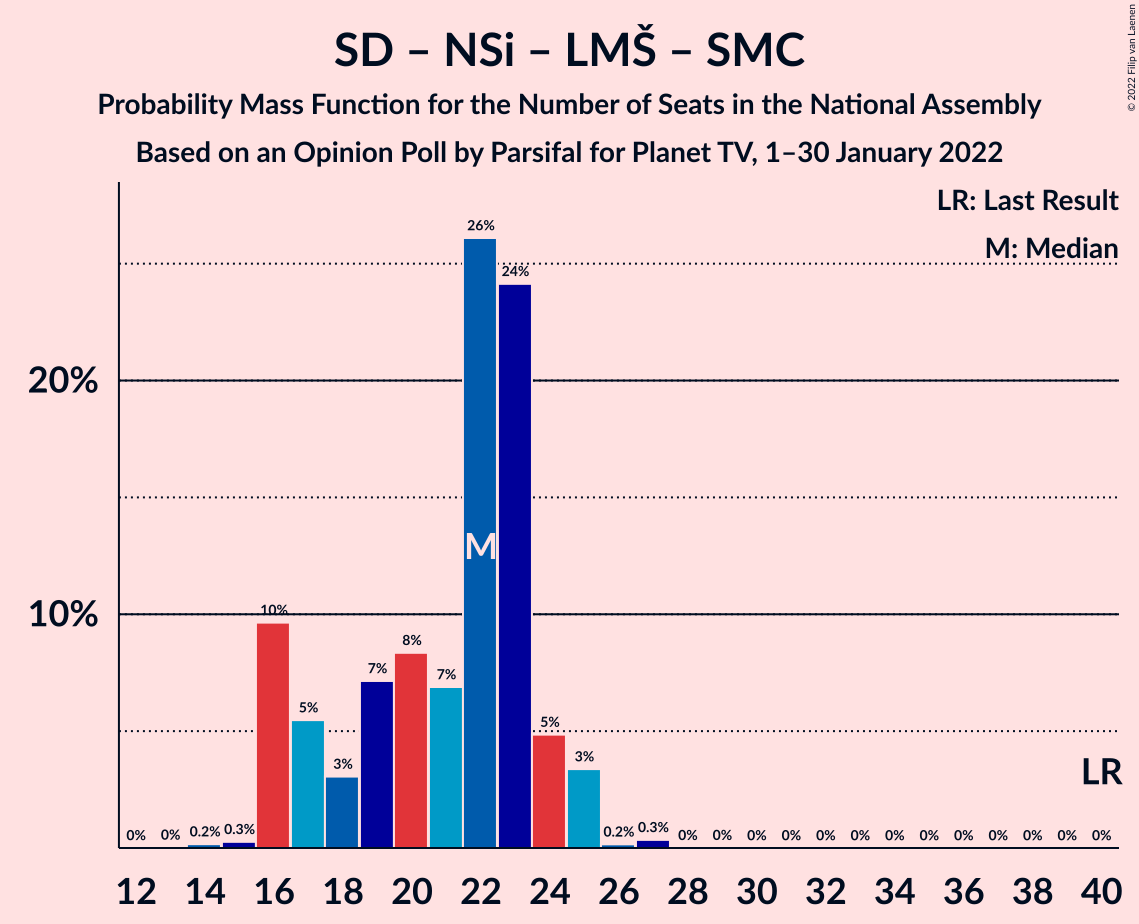 SD – NSi – LMŠ – SMC
Probability Mass Function for the Number of Seats in the National Assembly
Based on an Opinion Poll by Parsifal for Planet TV, 1–30 January 2022
© 2022 Filip van Laenen
LR: Last Result
M: Median
26%
24%
20%
M
10%
10%
8%
7%
7%
5%
5%
3%
3%
LR
0% 0% 0.2% 0.3% 0.2% 0.3% 0% 0% 0% 0% 0% 0% 0% 0% 0% 0% 0% 0% 0%
12 14 16 18 20 22 24 26 28 30 32 34 36 38 40